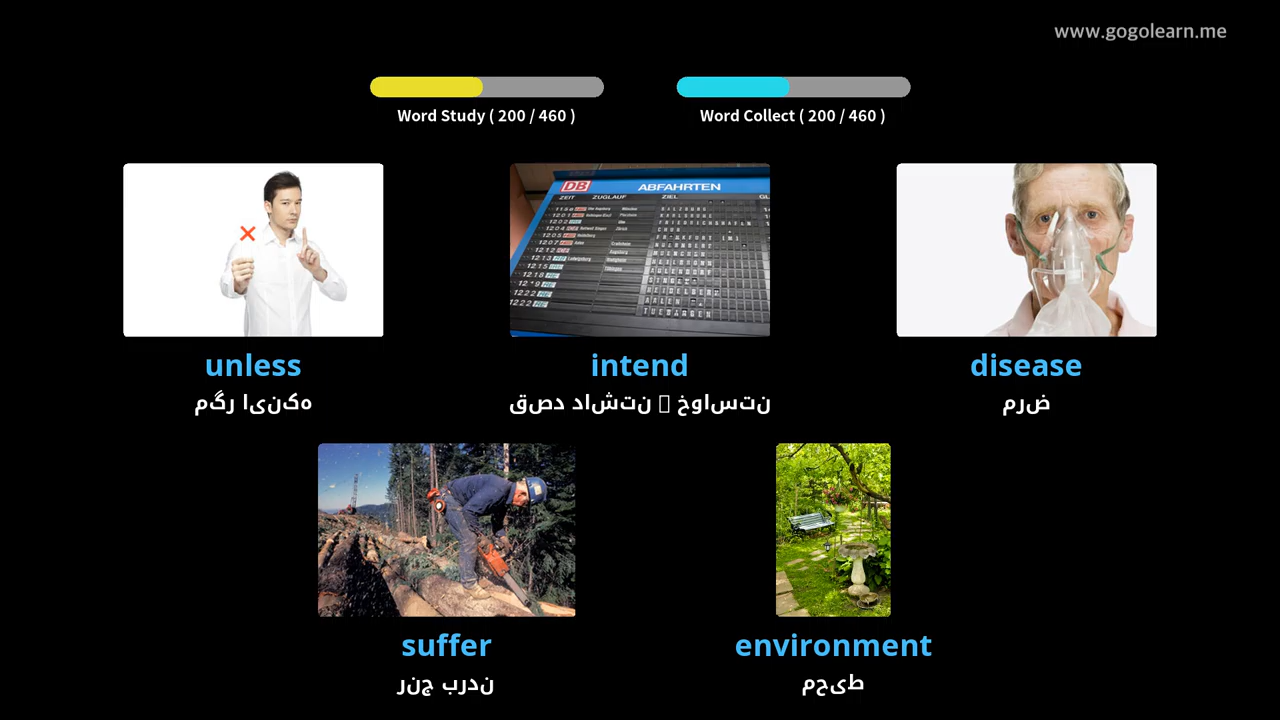 www.gogolearn.me
Word Study ( 200 / 460 )
Word Collect ( 200 / 460 )
DB ABFAHRTEN
ZEIT ZUGLAUF ZIEL GL
unless
intend
disease
مگر اینکه
قصد داشتن ، خواستن
مرض
suffer
environment
رنج بردن
محیط